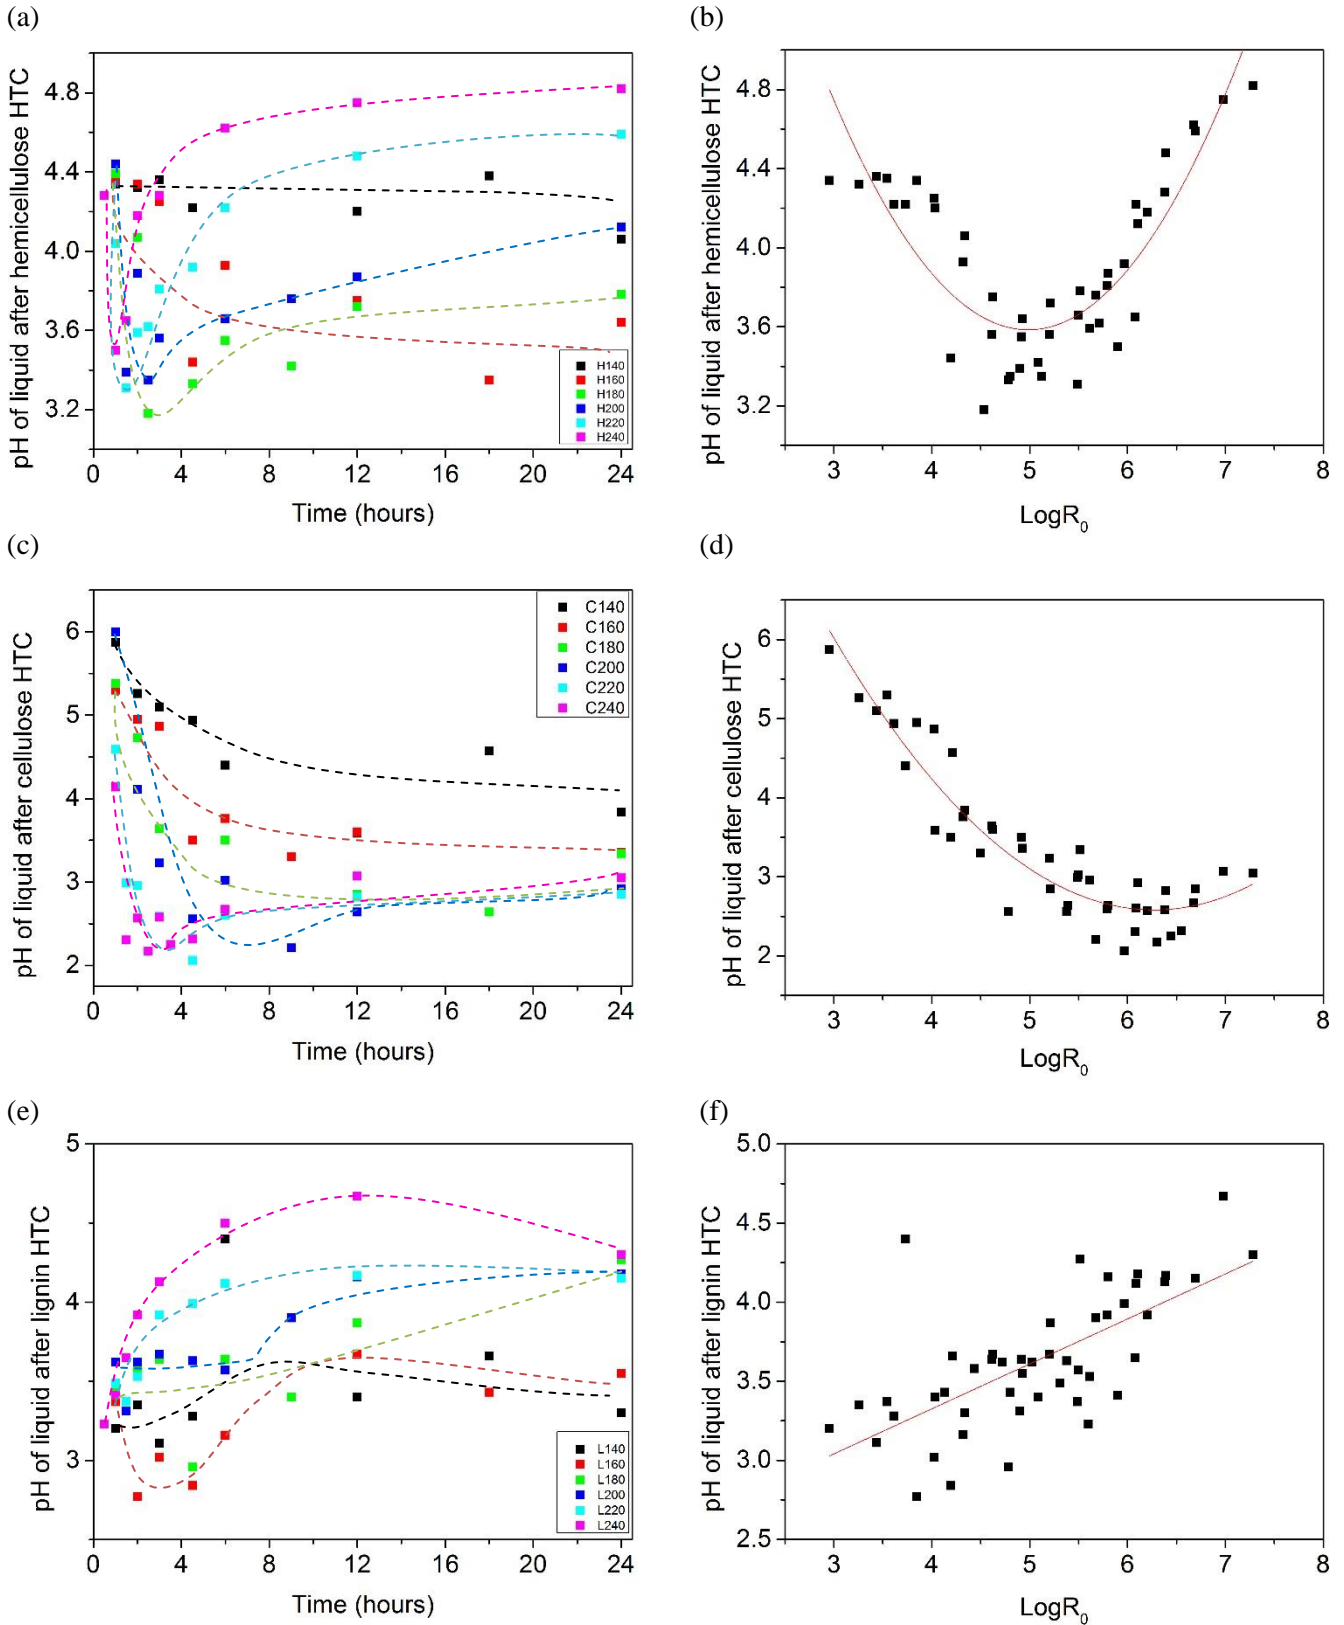 (a)
pH of liquid after hemicellulose HTC
4.8
4.4
4.0
3.6
3.2
0 4 8 12 16 20 24
Time (hours)
H140
H160
H180
H200
H220
H240
(b)
pH of liquid after hemicellulose HTC
4.8
4.4
4.0
3.6
3.2
3 4 5 6 7 8
LogR0
(c)
pH of liquid after cellulose HTC
6
5
4
3
2
0 4 8 12 16 20 24
Time (hours)
C140
C160
C180
C200
C220
C240
(d)
pH of liquid after cellulose HTC
6
5
4
3
2
3 4 5 6 7 8
LogR0
(e)
pH of liquid after lignin HTC
5
4
3
0 4 8 12 16 20 24
Time (hours)
L140
L160
L180
L200
L220
L240
(f)
pH of liquid after lignin HTC
5.0
4.5
4.0
3.5
3.0
2.5
3 4 5 6 7 8
LogR0